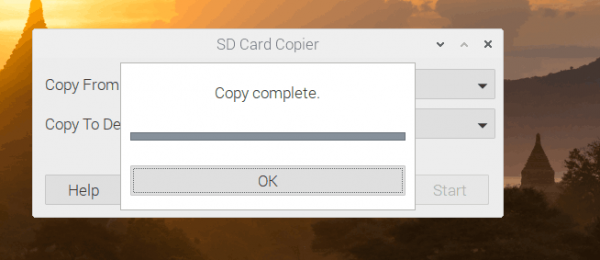 SD Card Copier
Copy From
Copy complete.
Copy To De
OK
Help
Start